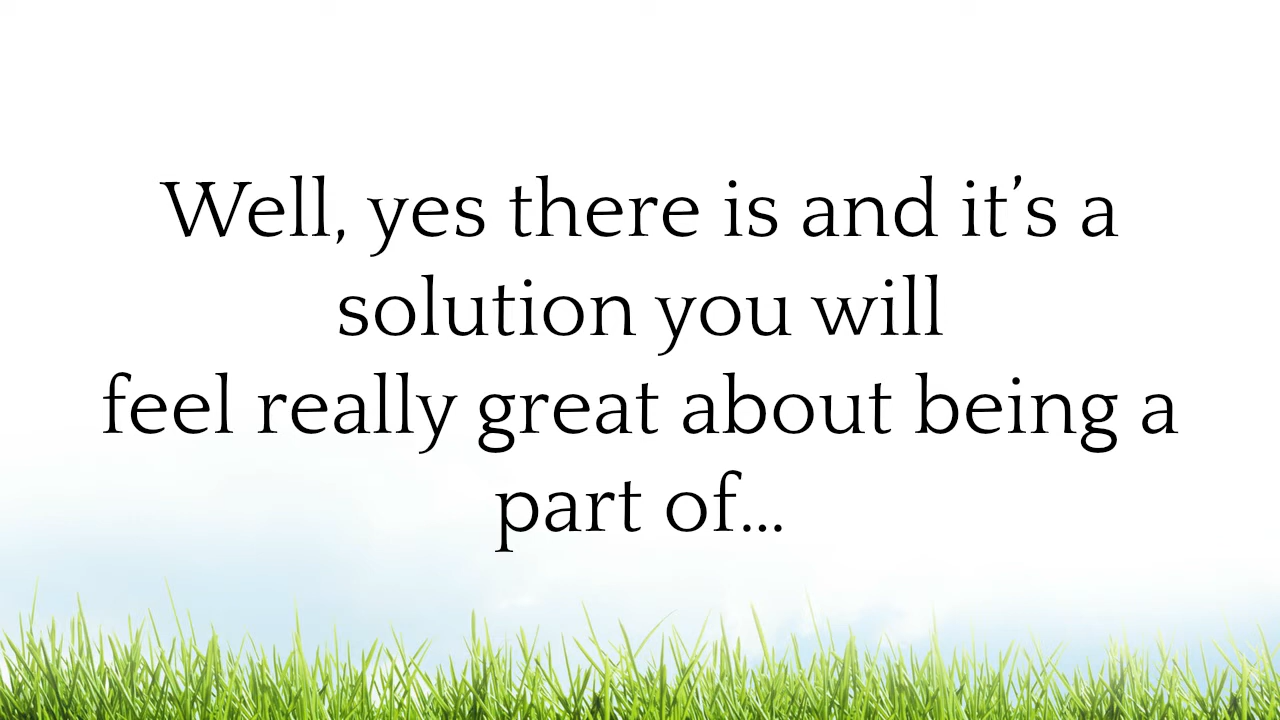 Well, yes there is and it’s a
solution you will
feel really great about being a
part of...